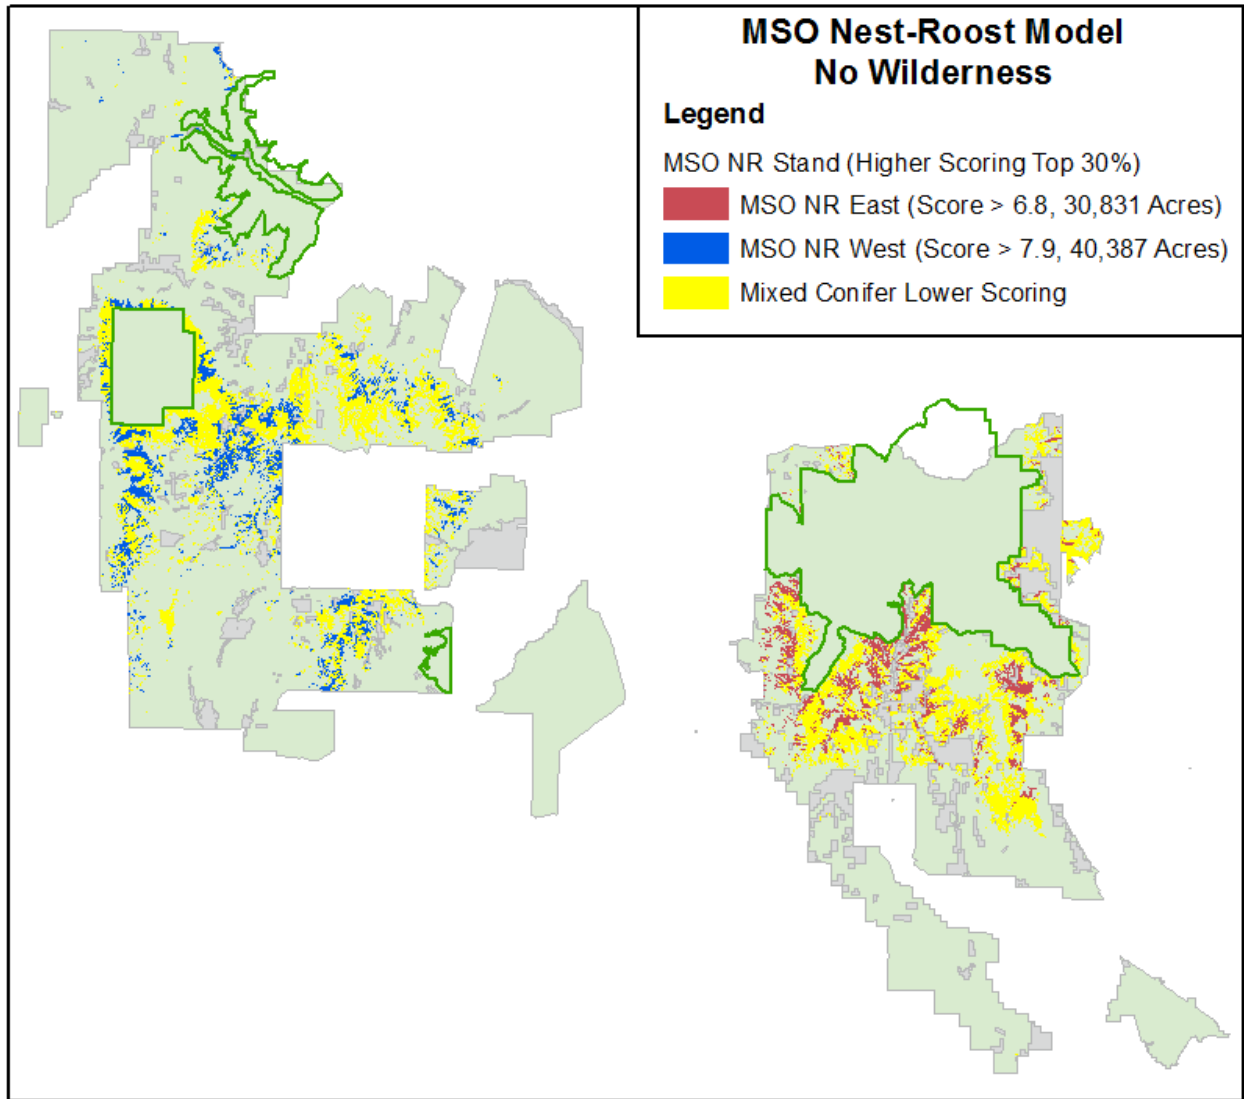 MSO Nest-Roost Model
No Wilderness
Legend
MSO NR Stand (Higher Scoring Top 30%)
MSO NR East (Score > 6.8, 30,831 Acres)
MSO NR West (Score > 7.9, 40,387 Acres)
Mixed Conifer Lower Scoring